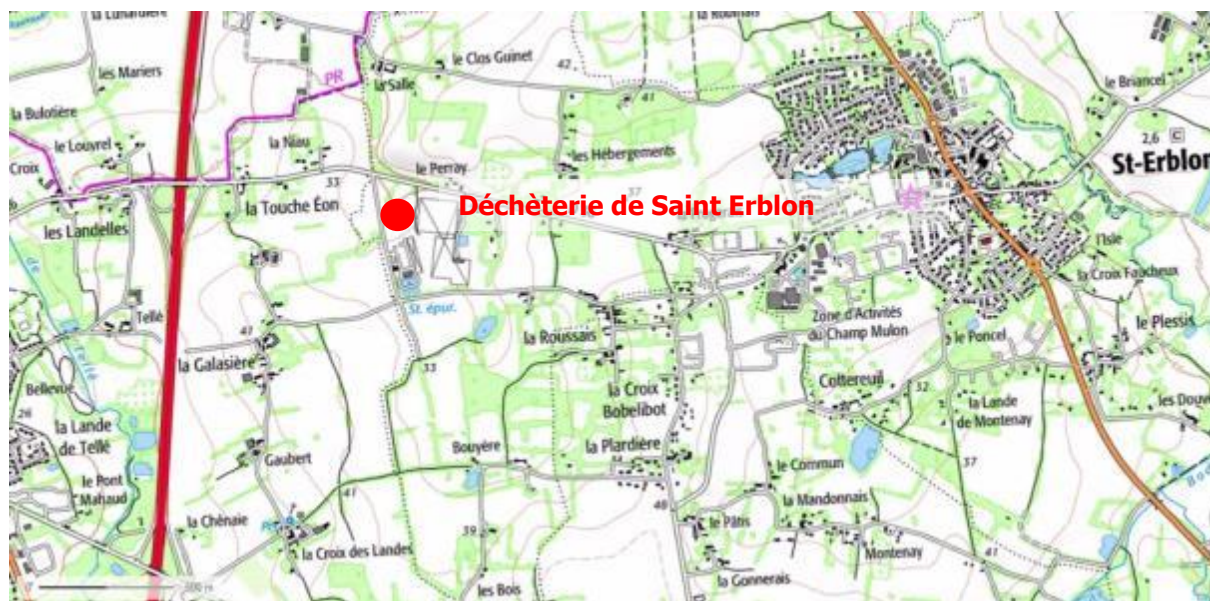 la Lunardière
les Mariers
PR
la Salle
le Clos Guinet
42
41
le Briancel
la Bulotière
le Louvrel
Croix
la Niau
33
le Perray
les Hébergements
2,6 C
St-Erblon
37
la Touche Éon
Déchèterie de Saint Erblon
les Landelles
l'Isle
la Croix Faucheux
Tellé
St. épur.
Zone d'Activités
du Champ Mulon
le Plessis
41
la Galasière
33
la Roussais
le Poncel
Bellevue
26
la Croix
Bobelibot
Cottereuil
32
la Lande
de Montenay
la Lande
de Tellé
Gaubert
Bouyère
la Plardière
37
le Pont
Mahaud
41
48
le Commun
la Mandonnais
la Chênaie
la Croix des Landes
39
le Pâtis
Montenay
41
les Bois
la Gonnerais